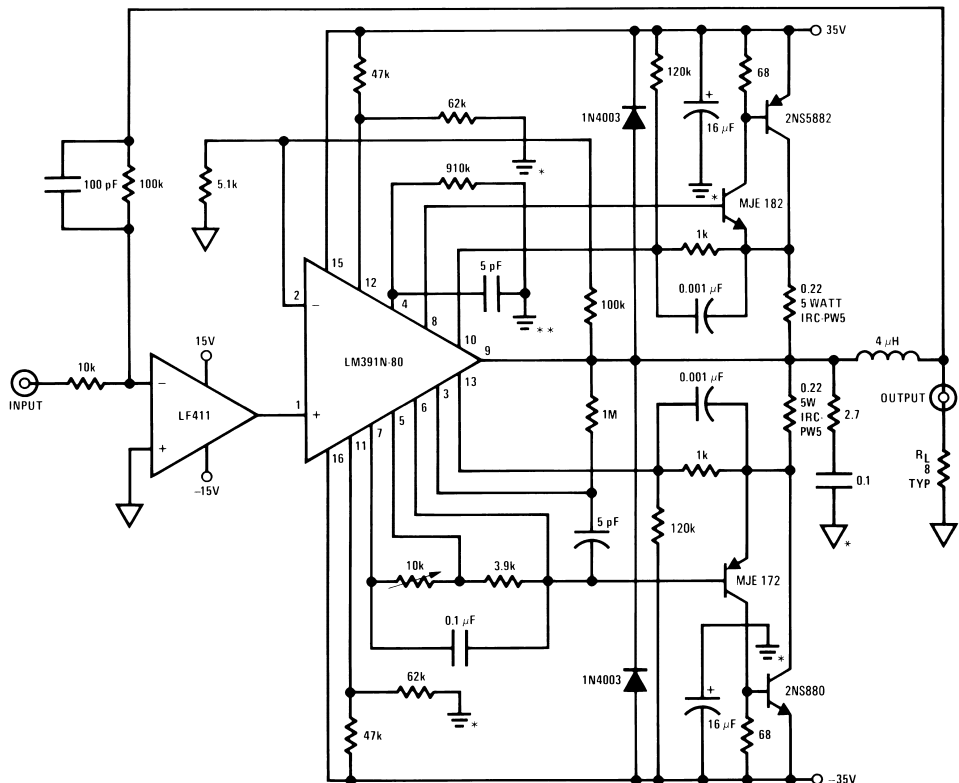 35V
47k
120k
68
62k
+
16 µF
1N4003
2NS5882
*
100 pF
100k
5.1k
910k
*
MJE 182
15
12
5 pF
1k
2
−
4
8
**
100k
0.001 µF
0.22
5 WATT
IRC-PW5
10
9
4 µH
LM391N-80
13
15V
10k
−
0.001 µF
0.22
5W
IRC-
PW5
INPUT
LF411
1
+
3
6
5
7
11
16
1M
2.7
OUTPUT
+
−15V
1k
RL
8
TYP
0.1
5 pF
120k
*
10k
3.9k
MJE 172
0.1 µF
*
62k
1N4003
+
2NS880
*
16 µF
47k
68
−35V